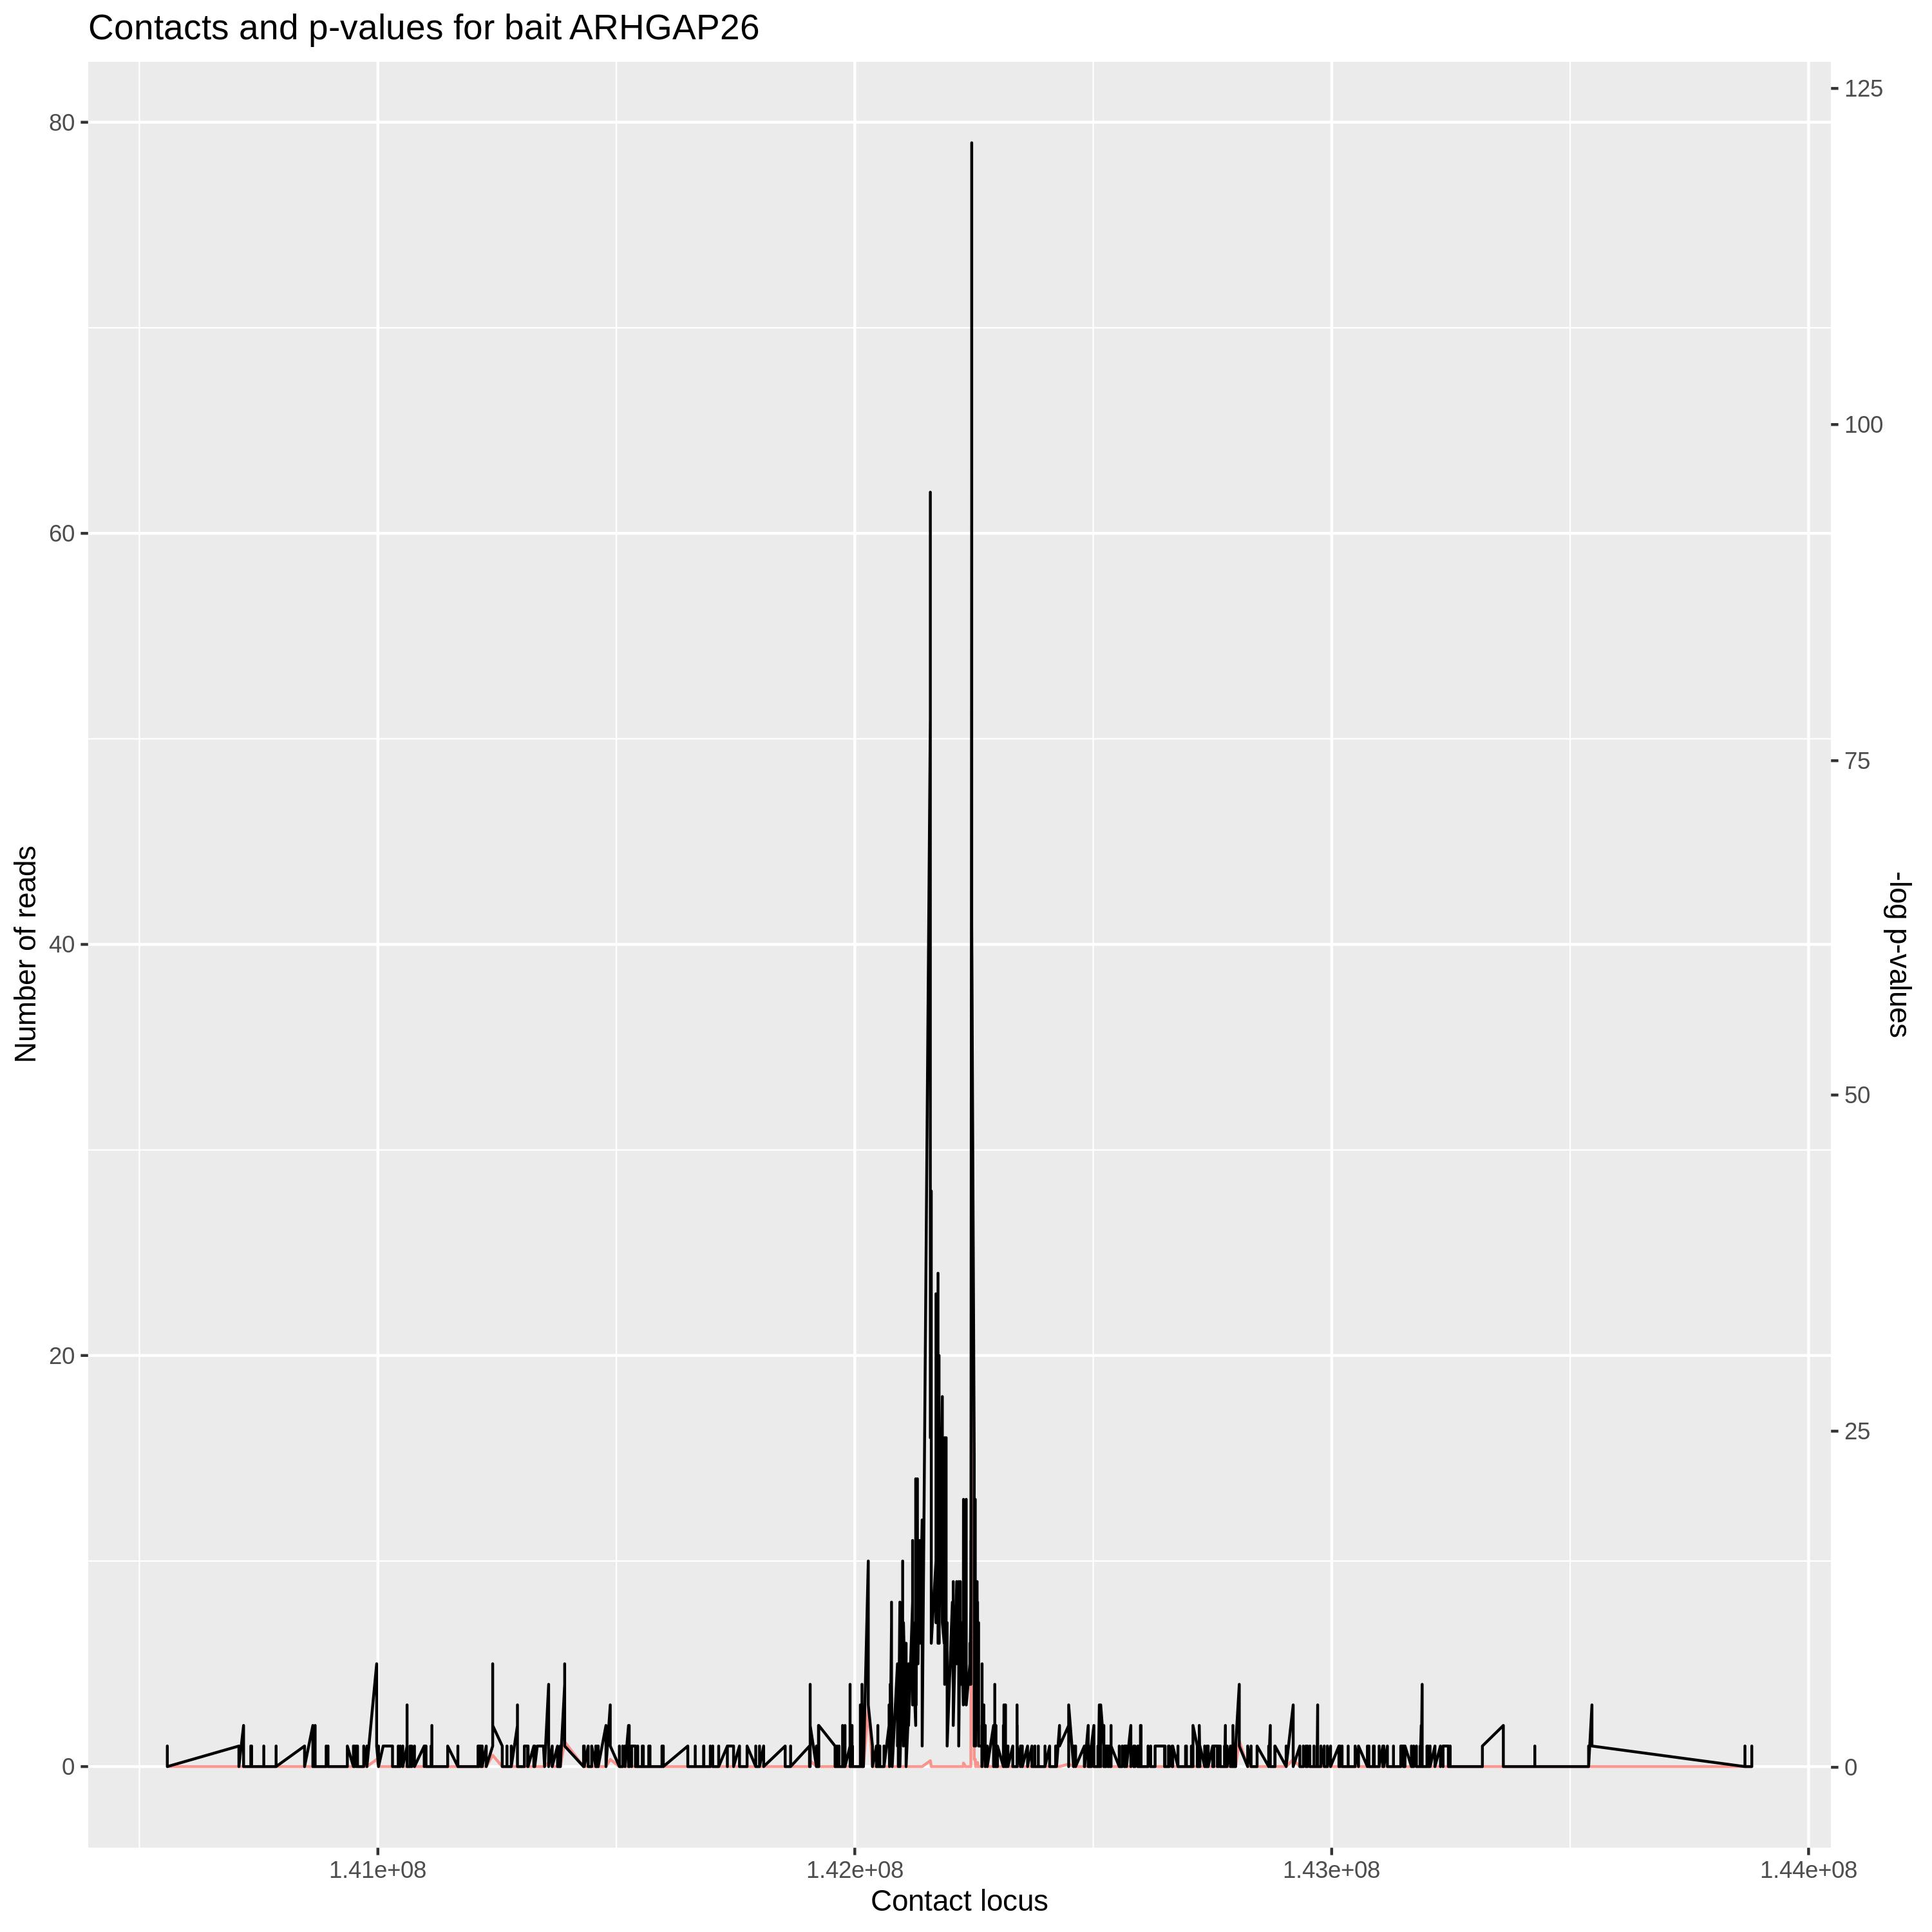 Contacts and p-values for bait ARHGAP26
80
60
40
20
0
125
100
75
50
25
0
Number of reads
-log p-values
1.41e+08 1.42e+08 1.43e+08 1.44e+08
Contact locus